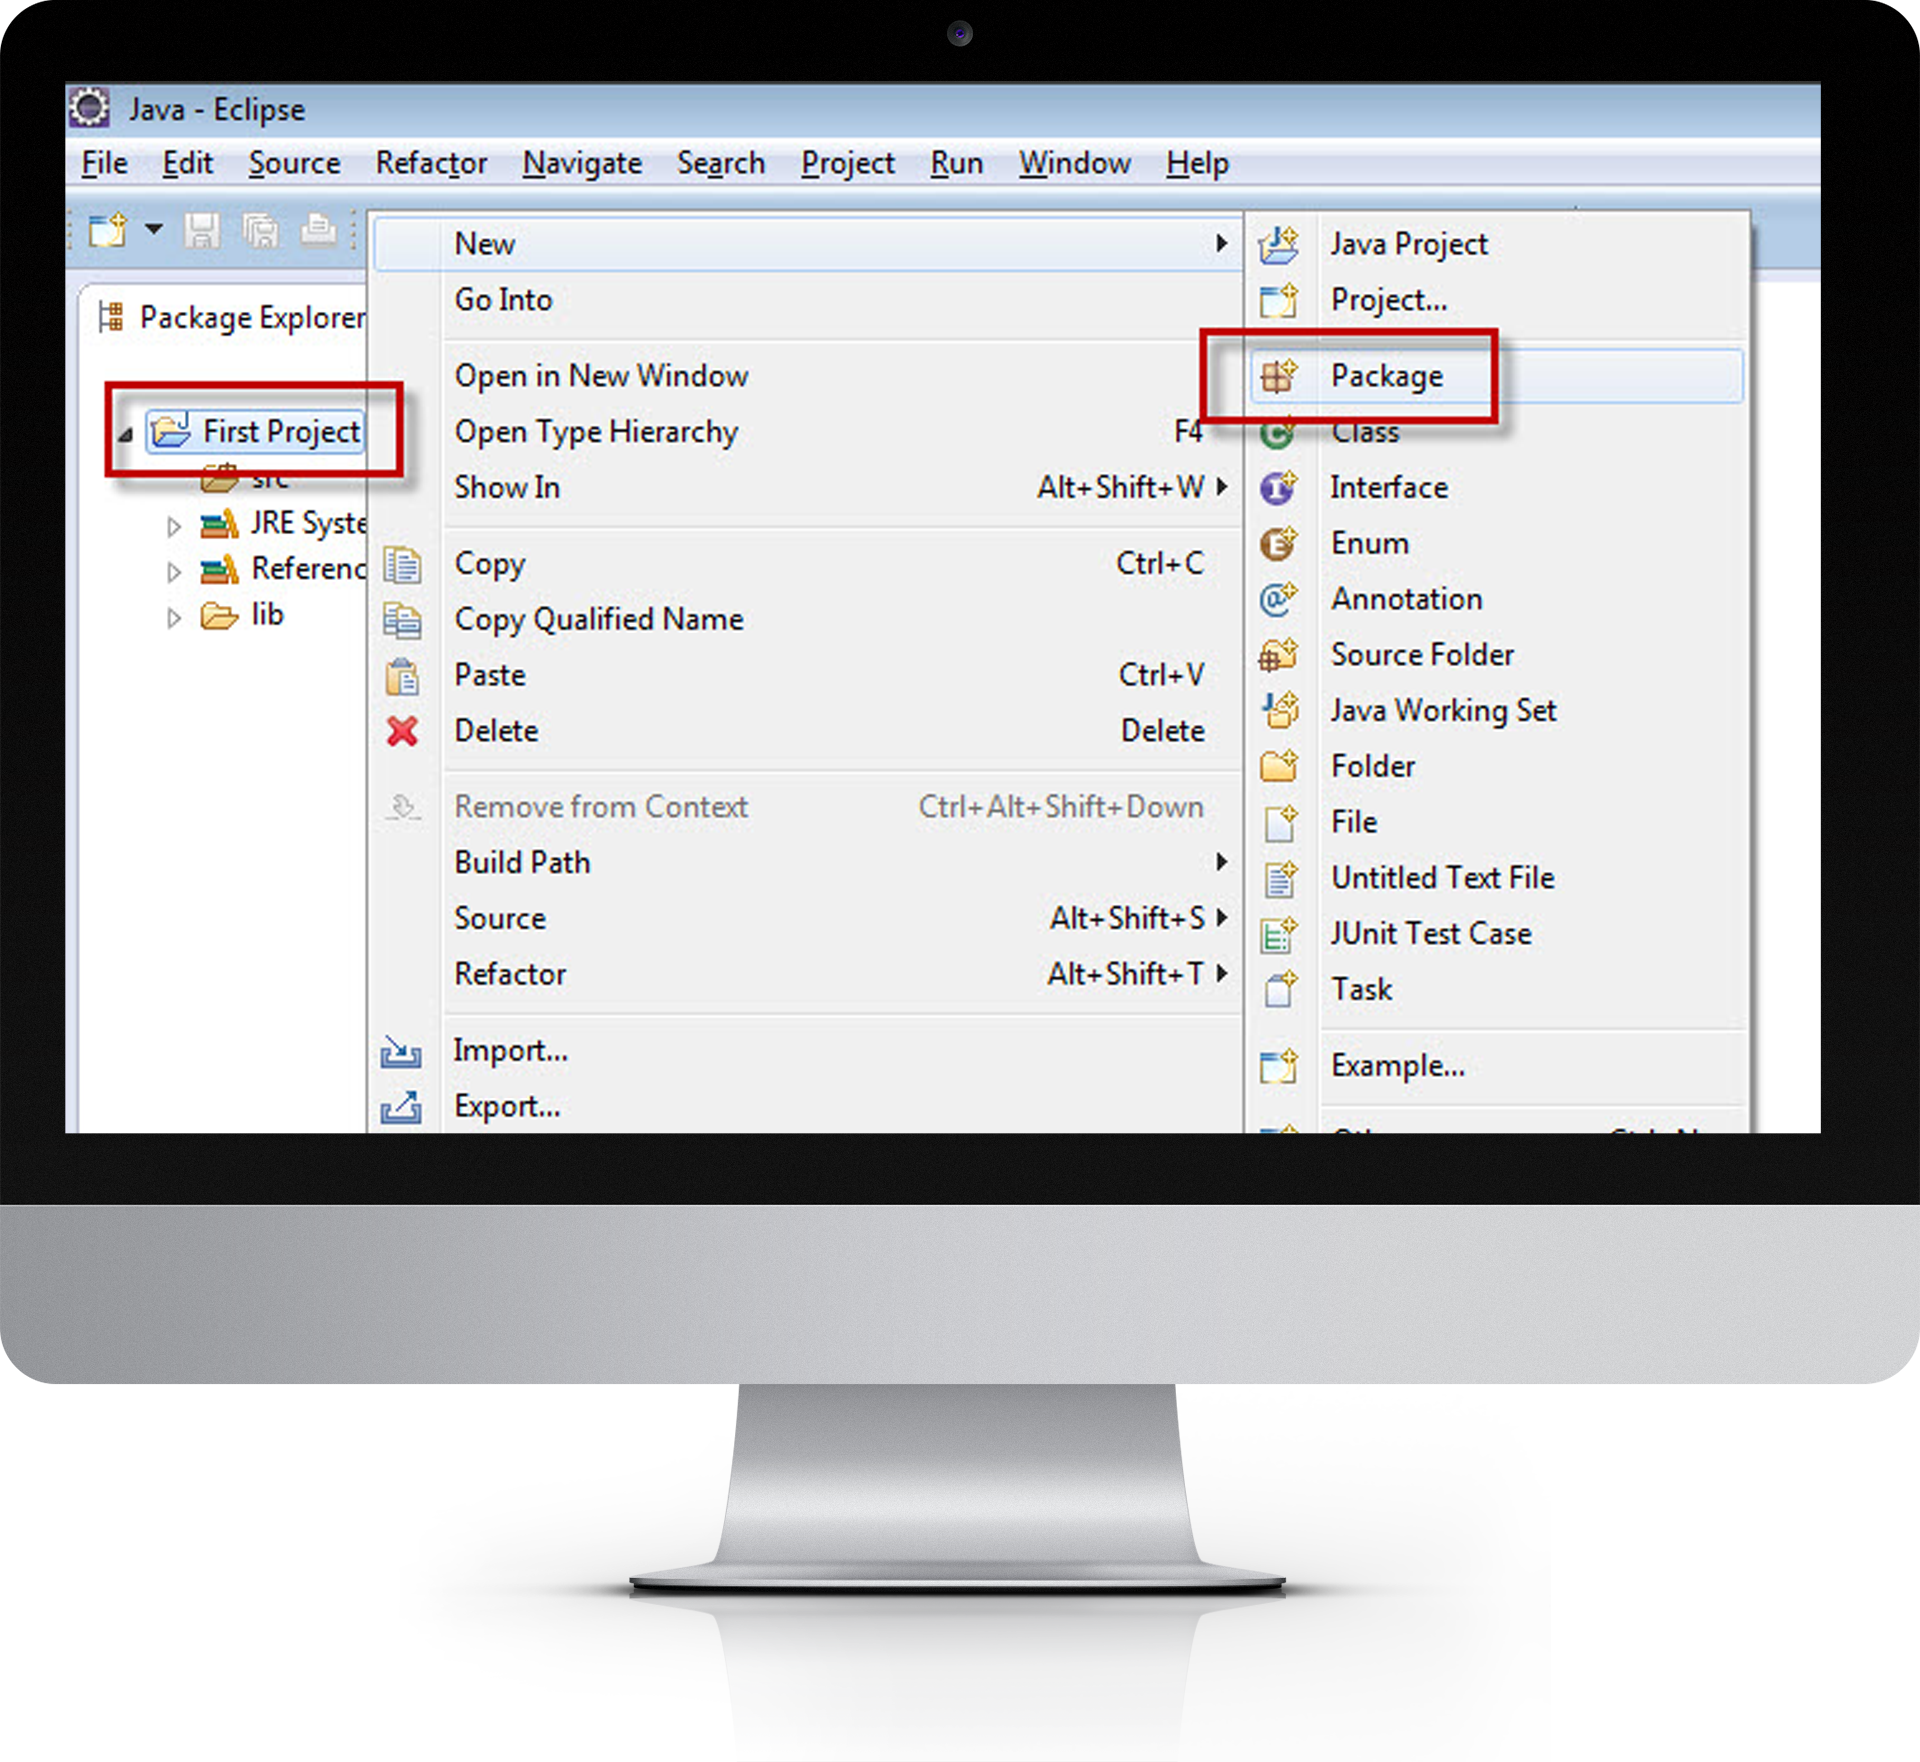 Java - Eclipse
File Edit Source Refactor Navigate Search Project Run Window Help
Package Explorer
First Project
src
JRE Syste
Referenc
lib
New
Go Into
Open in New Window
Open Type Hierarchy F4
Show In Alt+Shift+W
Copy Ctrl+C
Copy Qualified Name
Paste Ctrl+V
Delete Delete
Remove from Context Ctrl+Alt+Shift+Down
Build Path
Source Alt+Shift+S
Refactor Alt+Shift+T
Import...
Export...
Java Project
Project...
Package
Class
Interface
Enum
Annotation
Source Folder
Java Working Set
Folder
File
Untitled Text File
JUnit Test Case
Task
Example...